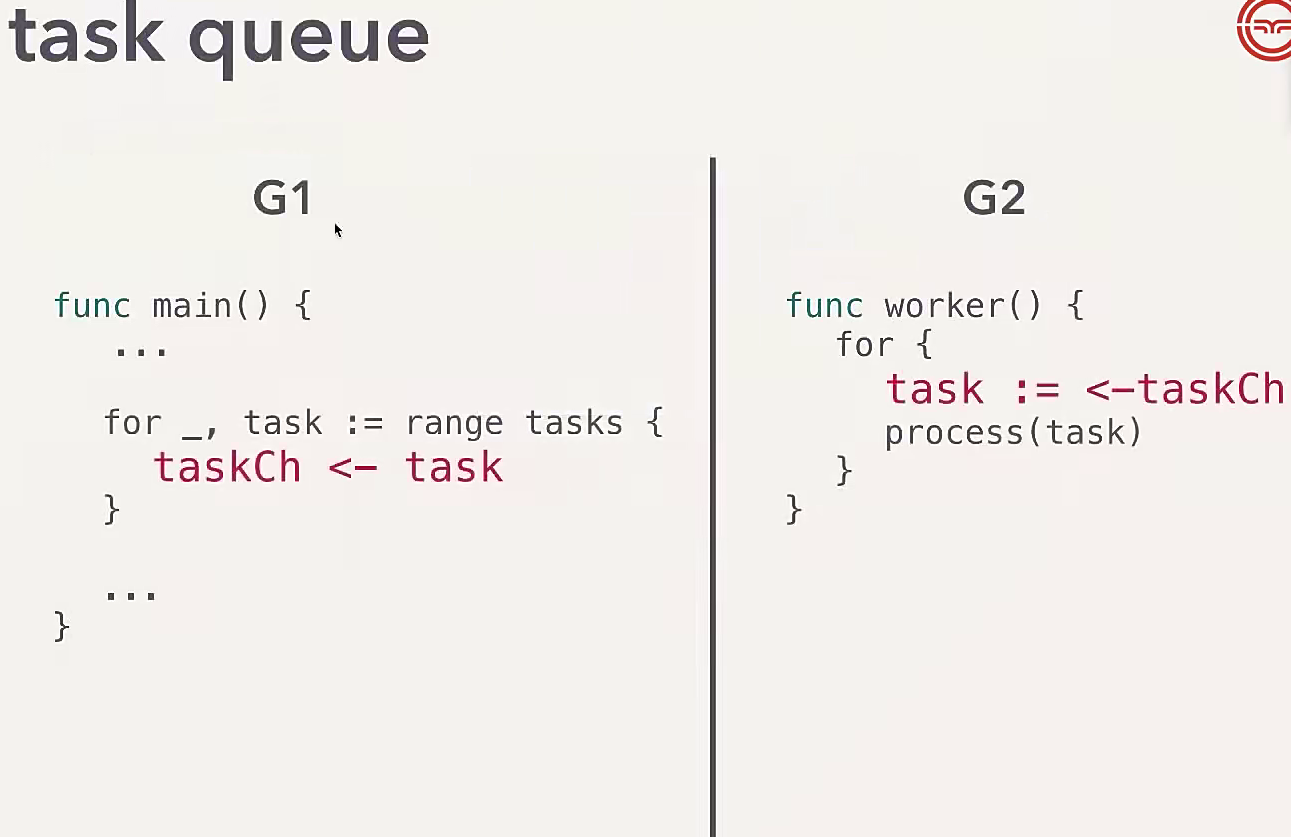 task queue
G1
func main() {
...
for _, task := range tasks {
taskCh <- task
}
...
}
G2
func worker() {
for {
task := <-taskCh
process(task)
}
}